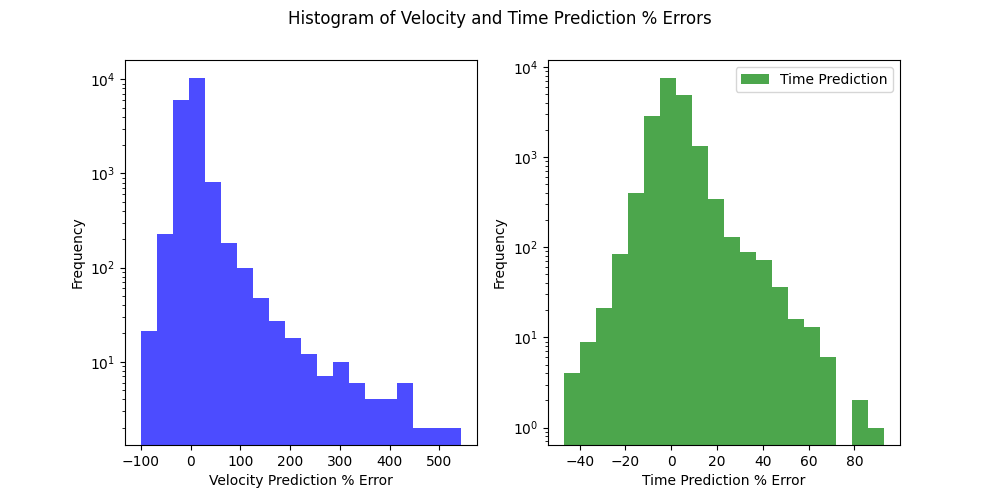 Histogram of Velocity and Time Prediction % Errors
Frequency
10⁴
10³
10²
10¹
−100 0 100 200 300 400 500
Velocity Prediction % Error
Frequency
10⁴
10³
10²
10¹
10⁰
Time Prediction
−40 −20 0 20 40 60 80
Time Prediction % Error